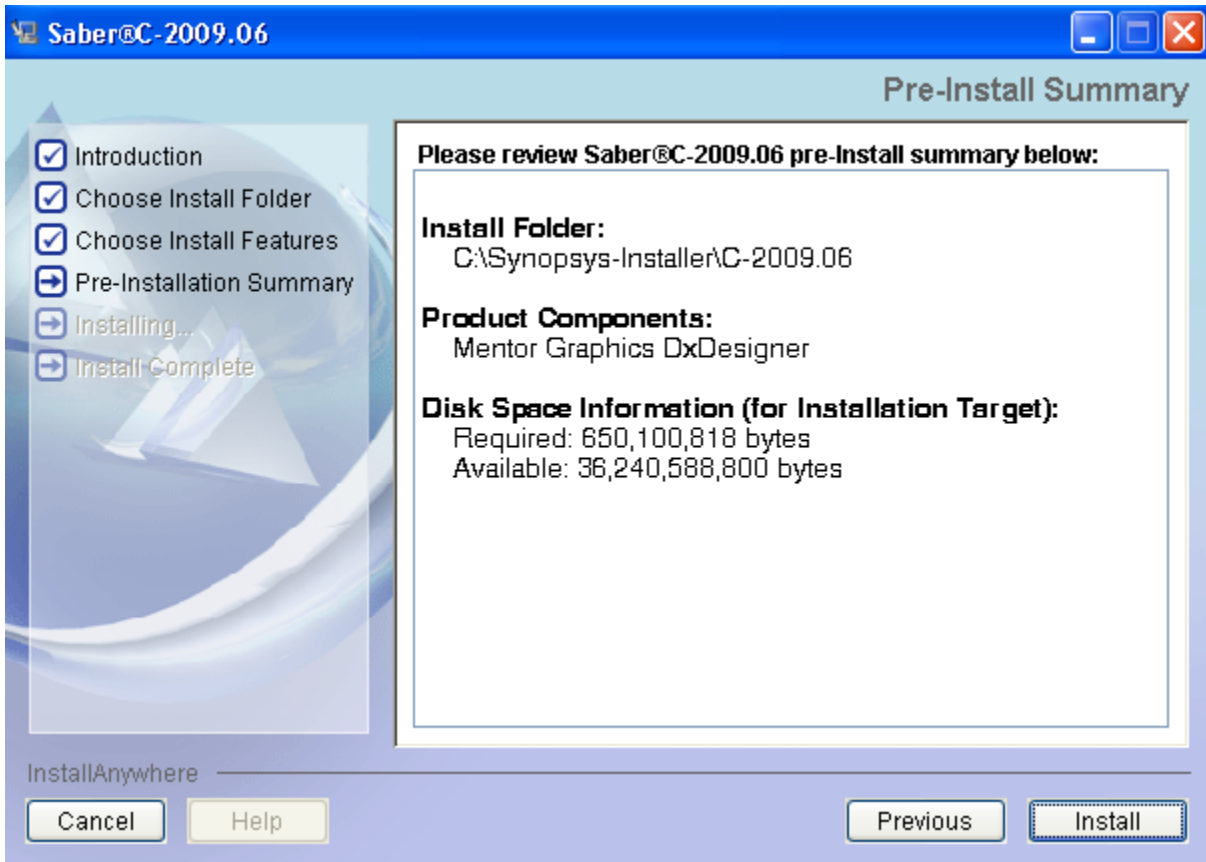 Saber®C-2009.06
Pre-Install Summary
Introduction
Choose Install Folder
Choose Install Features
Pre-Installation Summary
Installing...
Install Complete
Please review Saber®C-2009.06 pre-install summary below:
Install Folder:
C:\Synopsys-Installer\C-2009.06
Product Components:
Mentor Graphics DxDesigner
Disk Space Information (for Installation Target):
Required: 650,100,818 bytes
Available: 36,240,588,800 bytes
InstallAnywhere
Cancel
Help
Previous
Install